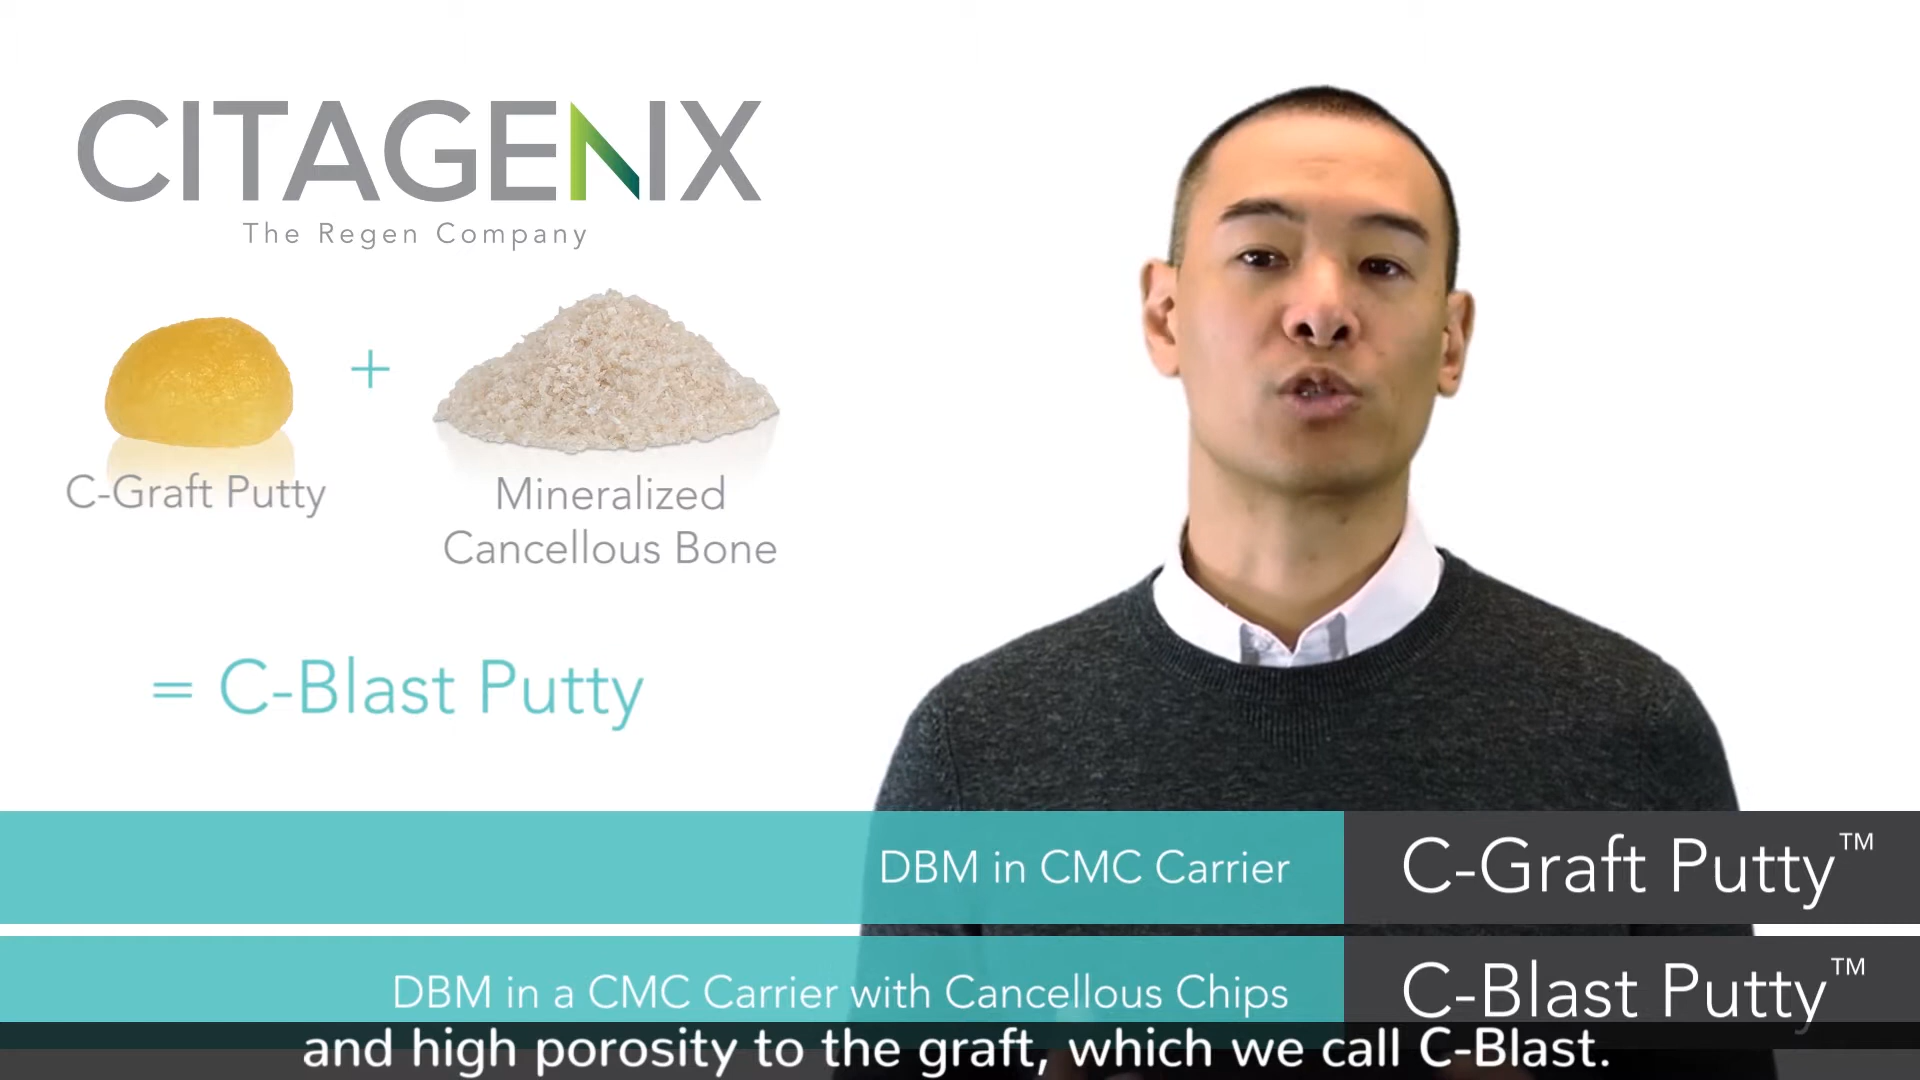 CITAGENIX
The Regen Company
+
C-Graft Putty
Mineralized
Cancellous Bone
= C-Blast Putty
DBM in CMC Carrier
C-Graft Putty™
DBM in a CMC Carrier with Cancellous Chips
C-Blast Putty™
and high porosity to the graft, which we call C-Blast.